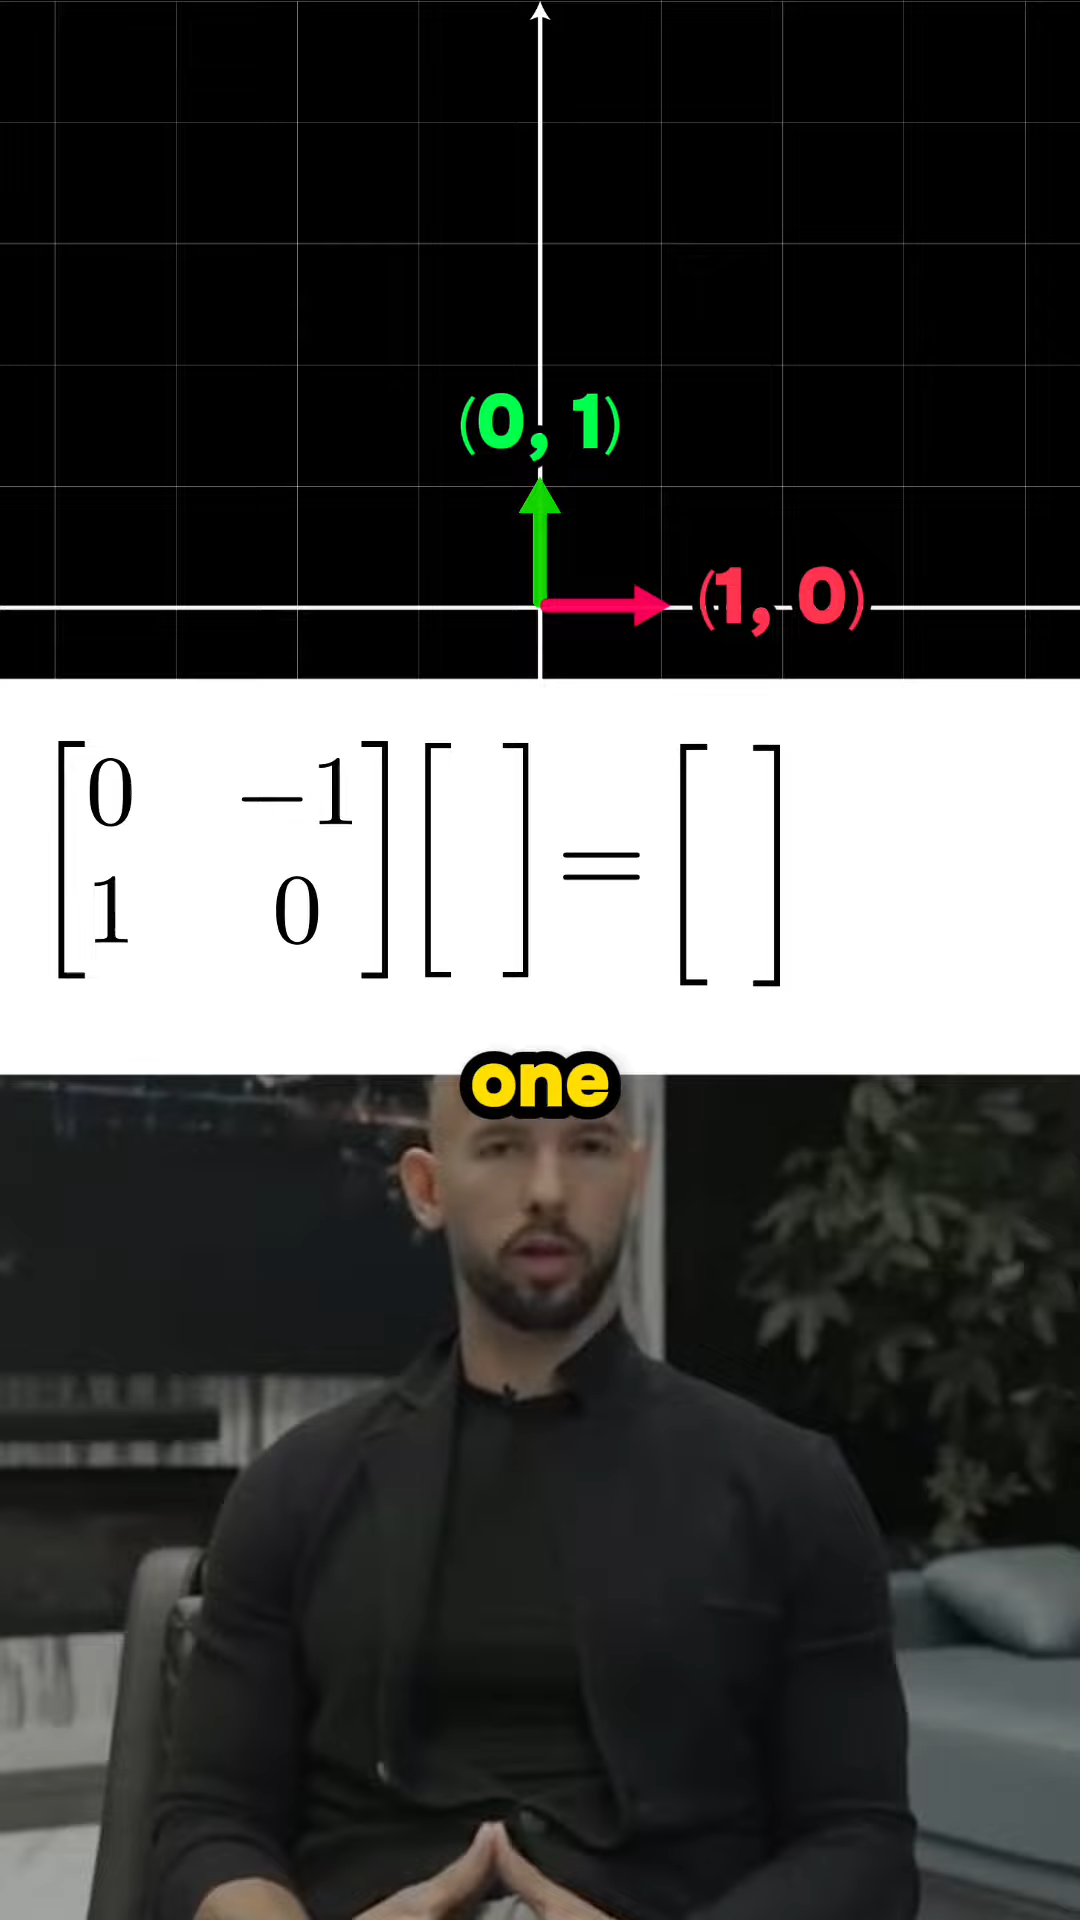 (0, 1)
(1, 0)
[0 −1] [ ] = [ ]
[1 0]
one